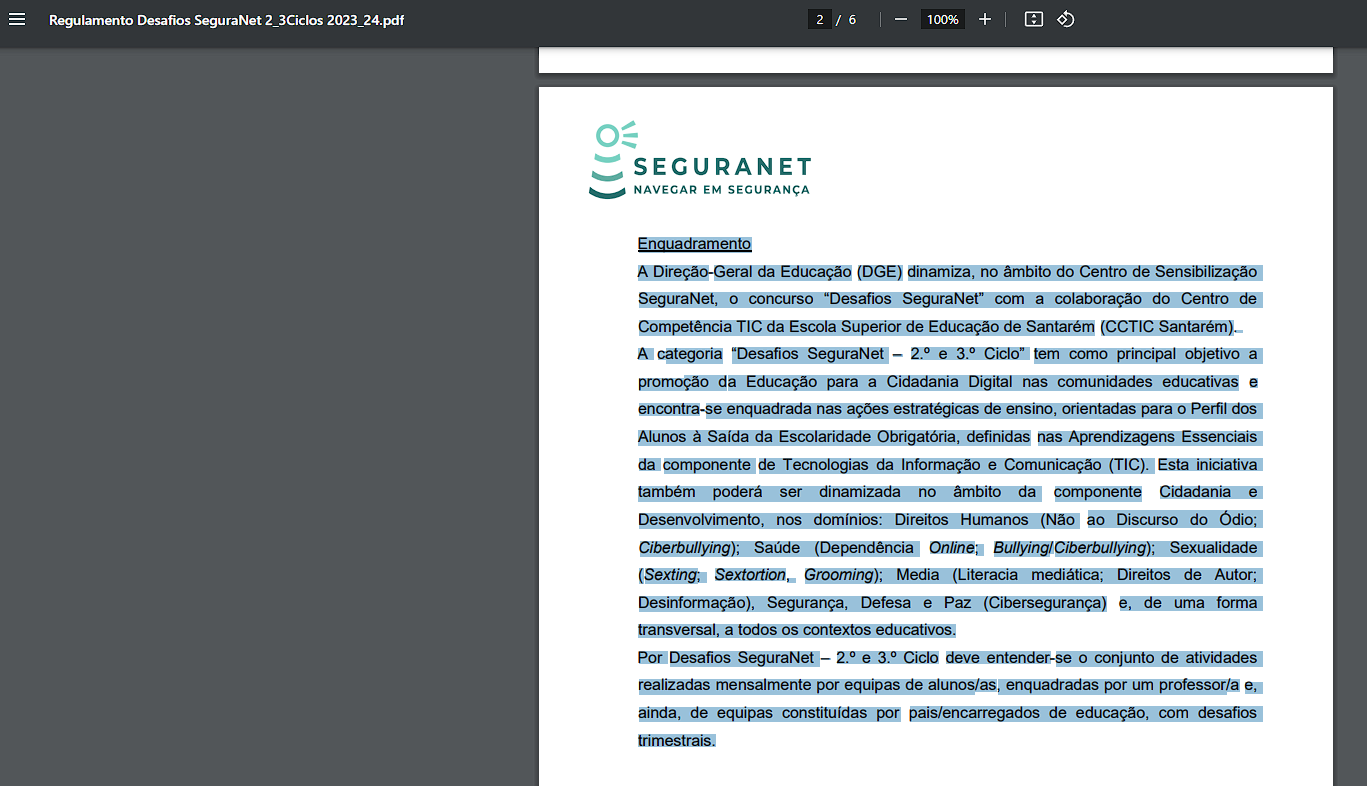 Regulamento Desafios SeguraNet 2_3Ciclos 2023_24.pdf
2 / 6
100%
SEGURANET
NAVEGAR EM SEGURANÇA
Enquadramento
A Direção-Geral da Educação (DGE) dinamiza, no âmbito do Centro de Sensibilização
SeguraNet, o concurso “Desafios SeguraNet” com a colaboração do Centro de
Competência TIC da Escola Superior de Educação de Santarém (CCTIC Santarém).
A categoria “Desafios SeguraNet – 2.º e 3.º Ciclo” tem como principal objetivo a
promoção da Educação para a Cidadania Digital nas comunidades educativas e
encontra-se enquadrada nas ações estratégicas de ensino, orientadas para o Perfil dos
Alunos à Saída da Escolaridade Obrigatória, definidas nas Aprendizagens Essenciais
da componente de Tecnologias da Informação e Comunicação (TIC). Esta iniciativa
também poderá ser dinamizada no âmbito da componente Cidadania e
Desenvolvimento, nos domínios: Direitos Humanos (Não ao Discurso do Ódio;
Ciberbullying); Saúde (Dependência Online; Bullying/Ciberbullying); Sexualidade
(Sexting; Sextortion, Grooming); Media (Literacia mediática; Direitos de Autor;
Desinformação), Segurança, Defesa e Paz (Cibersegurança) e, de uma forma
transversal, a todos os contextos educativos.
Por Desafios SeguraNet – 2.º e 3.º Ciclo deve entender-se o conjunto de atividades
realizadas mensalmente por equipas de alunos/as, enquadradas por um professor/a e,
ainda, de equipas constituídas por pais/encarregados de educação, com desafios
trimestrais.